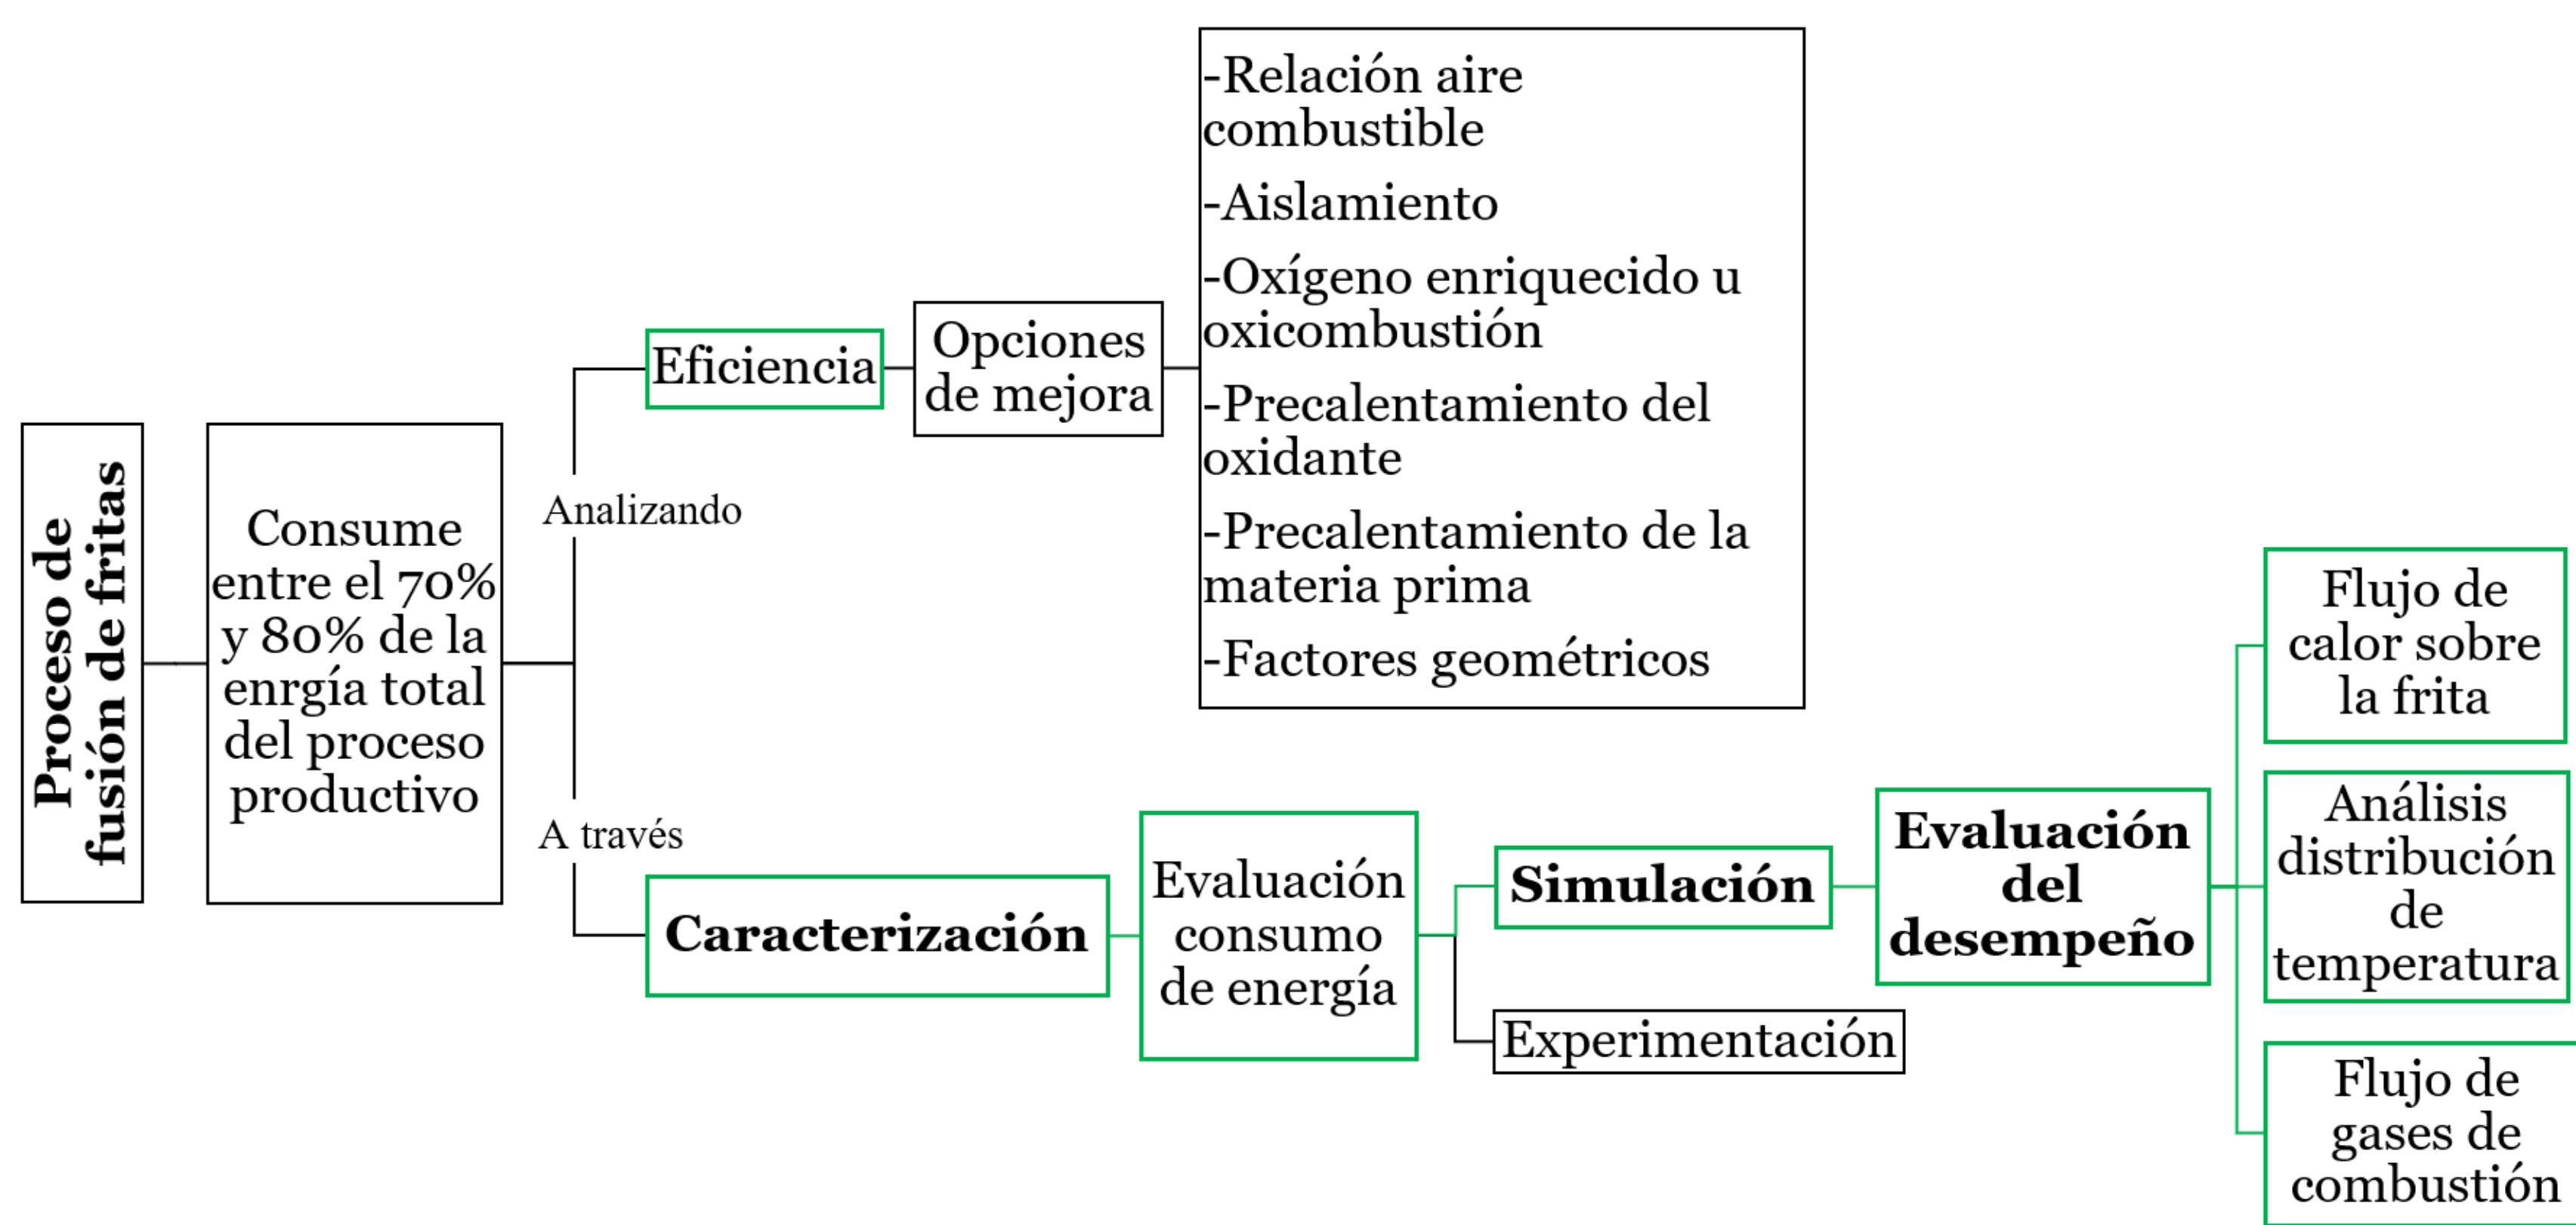 Proceso de
fusión de fritas
Consume
entre el 70%
y 80% de la
enrgía total
del proceso
productivo
Analizando
A través
Eficiencia
Opciones
de mejora
-Relación aire
combustible
-Aislamiento
-Oxígeno enriquecido u
oxicombustión
-Precalentamiento del
oxidante
-Precalentamiento de la
materia prima
-Factores geométricos
Caracterización
Evaluación
consumo
de energía
Simulación
Experimentación
Evaluación
del
desempeño
Flujo de
calor sobre
la frita
Análisis
distribución
de
temperatura
Flujo de
gases de
combustión